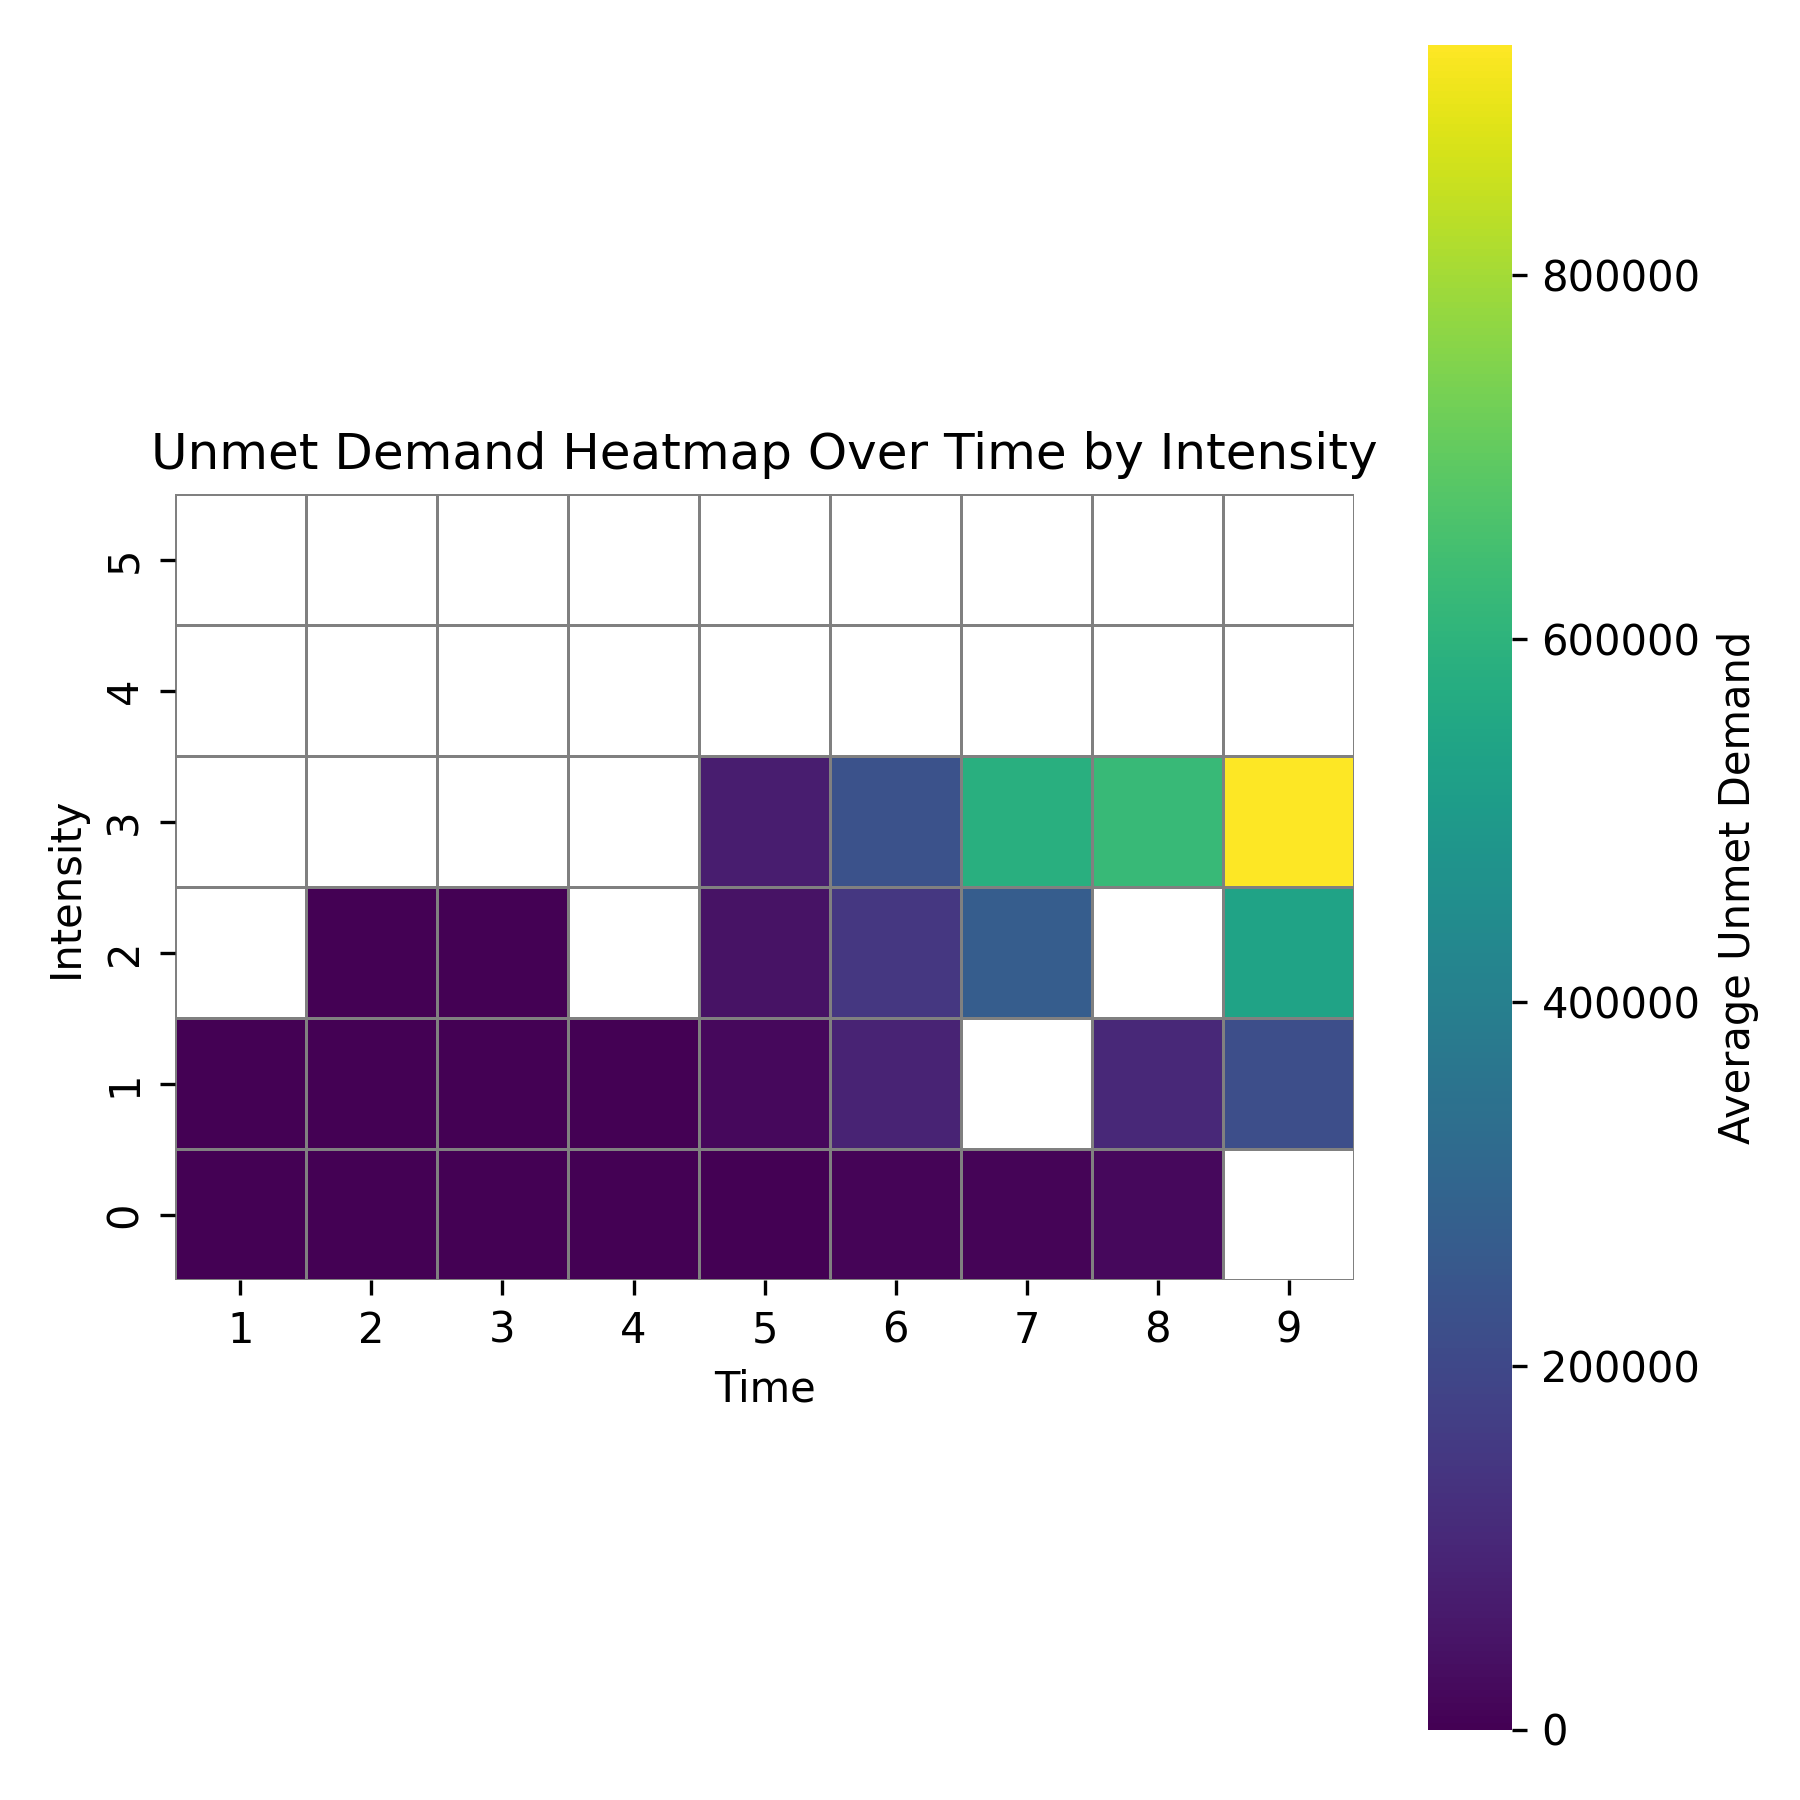 Unmet Demand Heatmap Over Time by Intensity
Intensity
5
4
3
2
1
0
1 2 3 4 5 6 7 8 9
Time
800000
600000
400000
200000
0
Average Unmet Demand